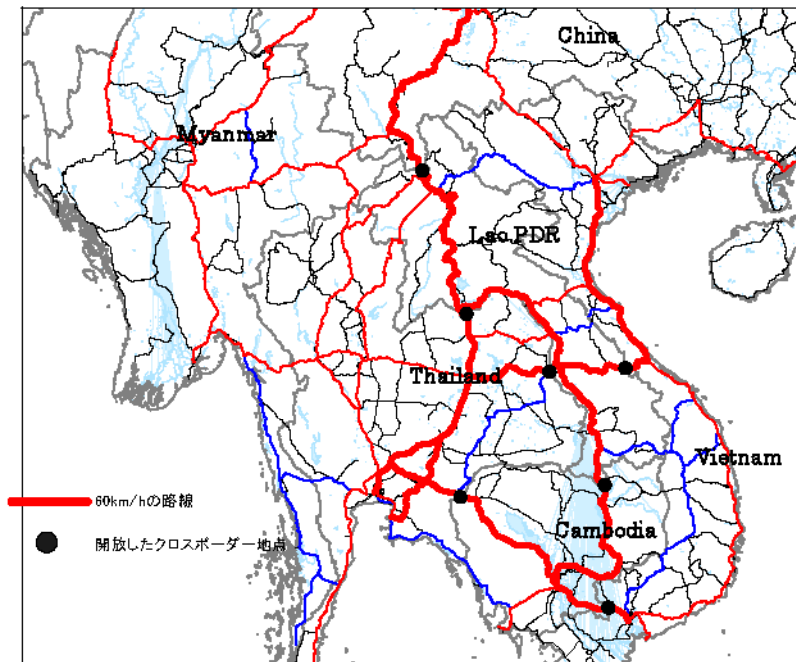 China
Myanmar
Lao PDR
Thailand
Vietnam
60km/hの路線
Cambodia
開放したクロスボーダー地点